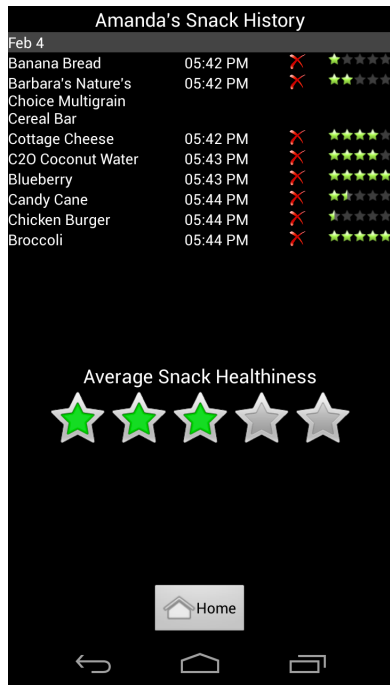 Amanda's Snack History
Feb 4
Banana Bread 05:42 PM
Barbara's Nature's 05:42 PM
Choice Multigrain
Cereal Bar
Cottage Cheese 05:42 PM
C2O Coconut Water 05:43 PM
Blueberry 05:43 PM
Candy Cane 05:44 PM
Chicken Burger 05:44 PM
Broccoli 05:44 PM
Average Snack Healthiness
Home